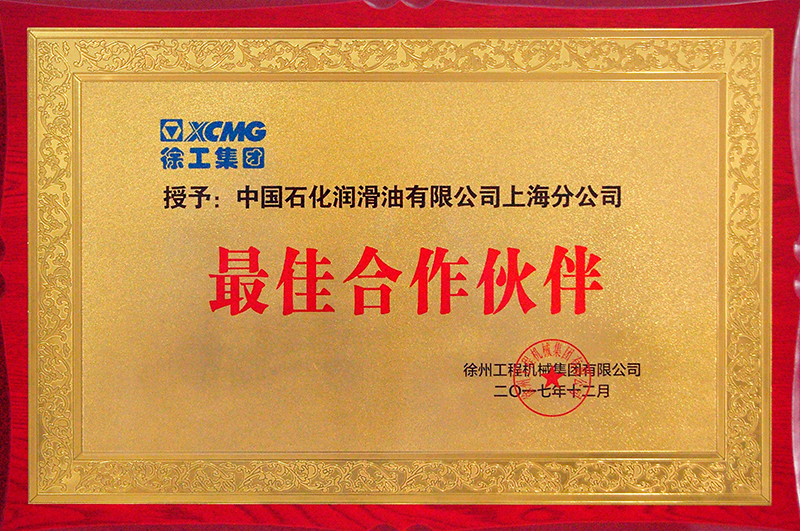 XCMG
徐工集团
授予：中国石化润滑油有限公司上海分公司
最佳合作伙伴
徐州工程机械集团有限公司
二〇一七年十二月